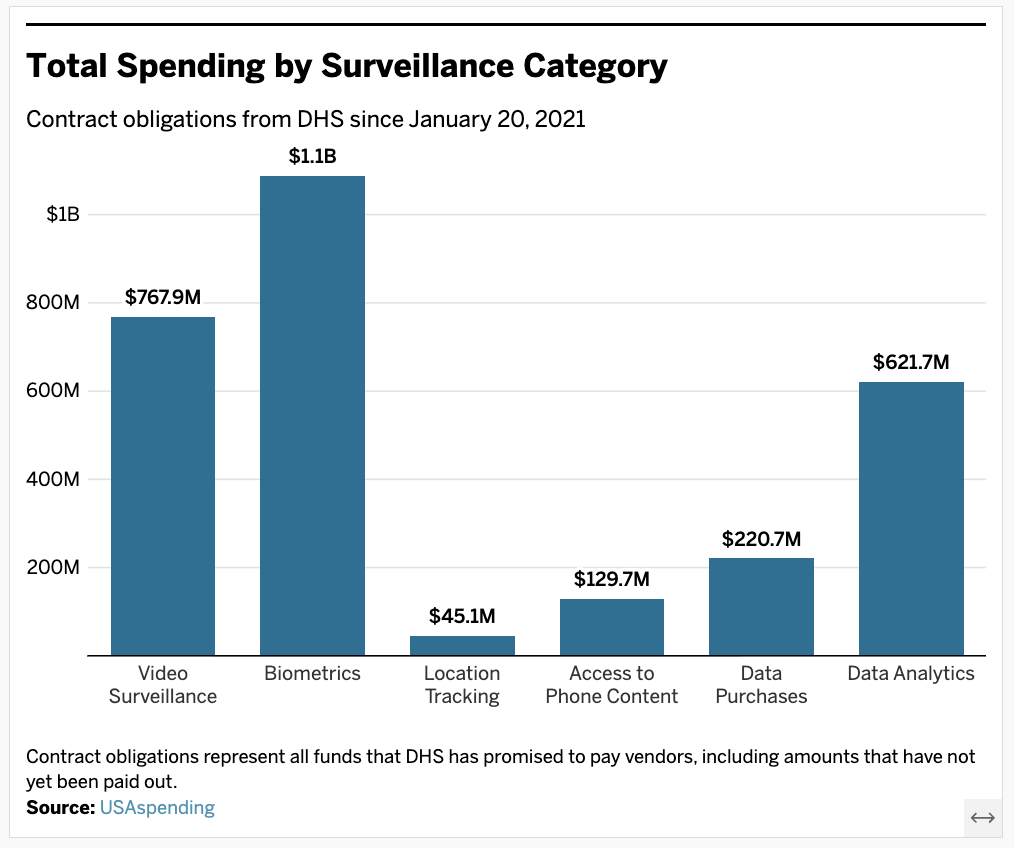 Total Spending by Surveillance Category
Contract obligations from DHS since January 20, 2021
$1.1B
$1B
800M
$767.9M
600M
$621.7M
400M
$220.7M
200M
$129.7M
$45.1M
Video
Surveillance
Biometrics
Location
Tracking
Access to
Phone Content
Data
Purchases
Data Analytics
Contract obligations represent all funds that DHS has promised to pay vendors, including amounts that have not
yet been paid out.
Source: USAspending